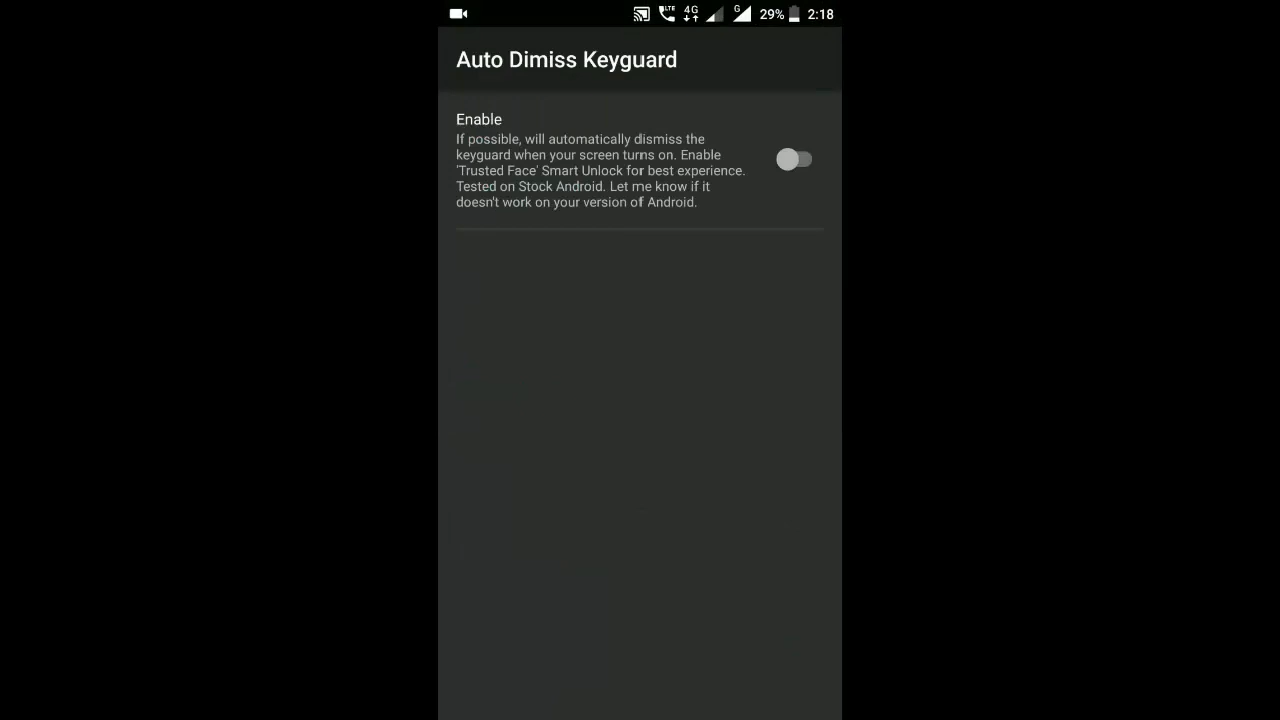 LTE 4G G 29% 2:18
Auto Dimiss Keyguard
Enable
If possible, will automatically dismiss the
keyguard when your screen turns on. Enable
'Trusted Face' Smart Unlock for best experience.
Tested on Stock Android. Let me know if it
doesn't work on your version of Android.